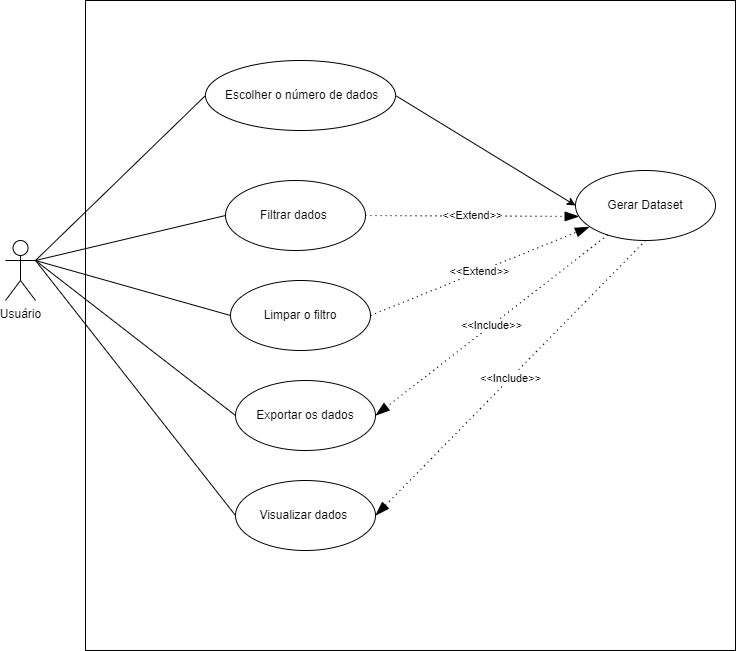 Escolher o número de dados
Gerar Dataset
Filtrar dados
<<Extend>>
<<Extend>>
Usuário
Limpar o filtro
<<Include>>
<<Include>>
Exportar os dados
Visualizar dados